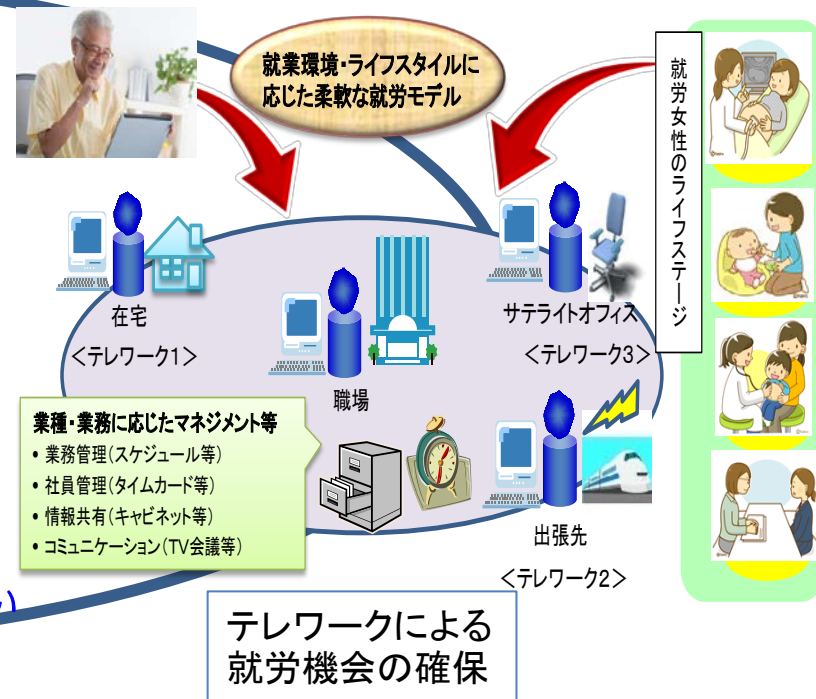 就業環境・ライフスタイルに
応じた柔軟な就労モデル
就労女性のライフステージ
在宅
<テレワーク1>
サテライトオフィス
<テレワーク3>
職場
業種・業務に応じたマネジメント等
• 業務管理(スケジュール等)
• 社員管理(タイムカード等)
• 情報共有(キャビネット等)
• コミュニケーション(TV会議等)
出張先
<テレワーク2>
テレワークによる
就労機会の確保